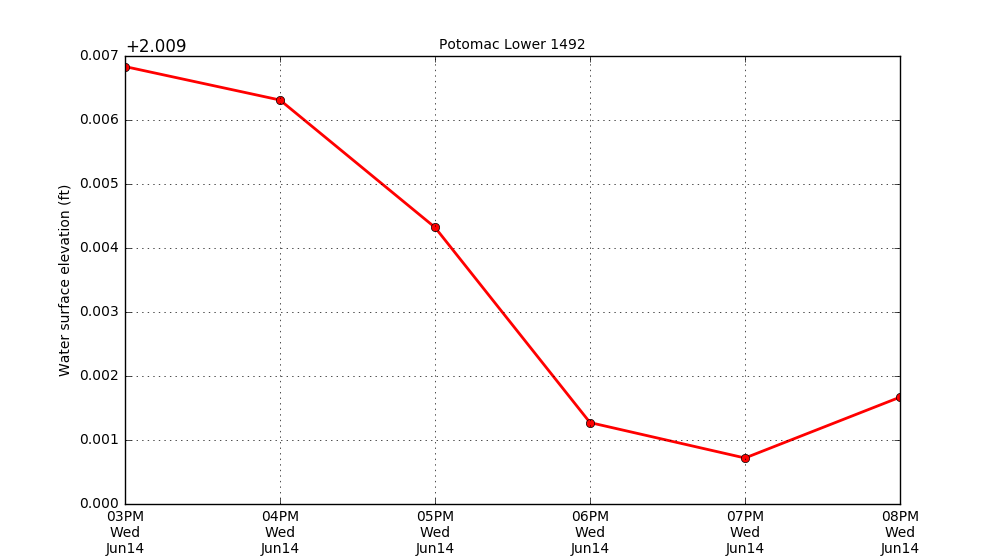 +2.009
Potomac Lower 1492
0.007
0.006
0.005
0.004
0.003
0.002
0.001
0.000
Water surface elevation (ft)
03PM 04PM 05PM 06PM 07PM 08PM
Wed Wed Wed Wed Wed Wed
Jun14 Jun14 Jun14 Jun14 Jun14 Jun14